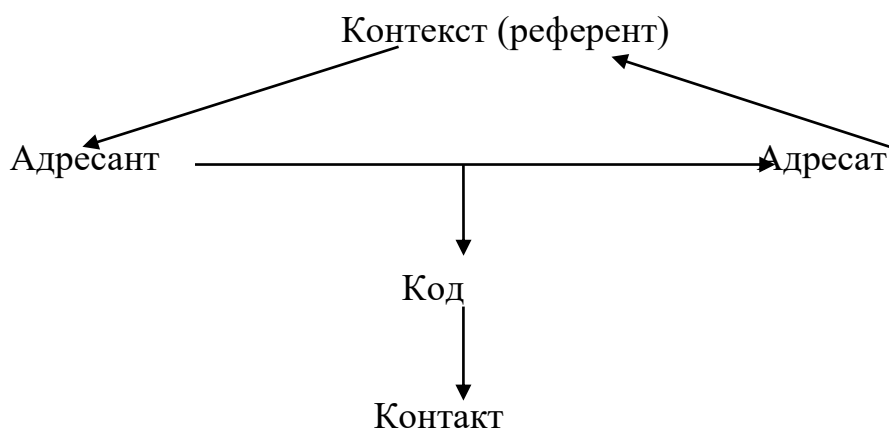 Контекст (референт)
Адресант Адресат
Код
Контакт